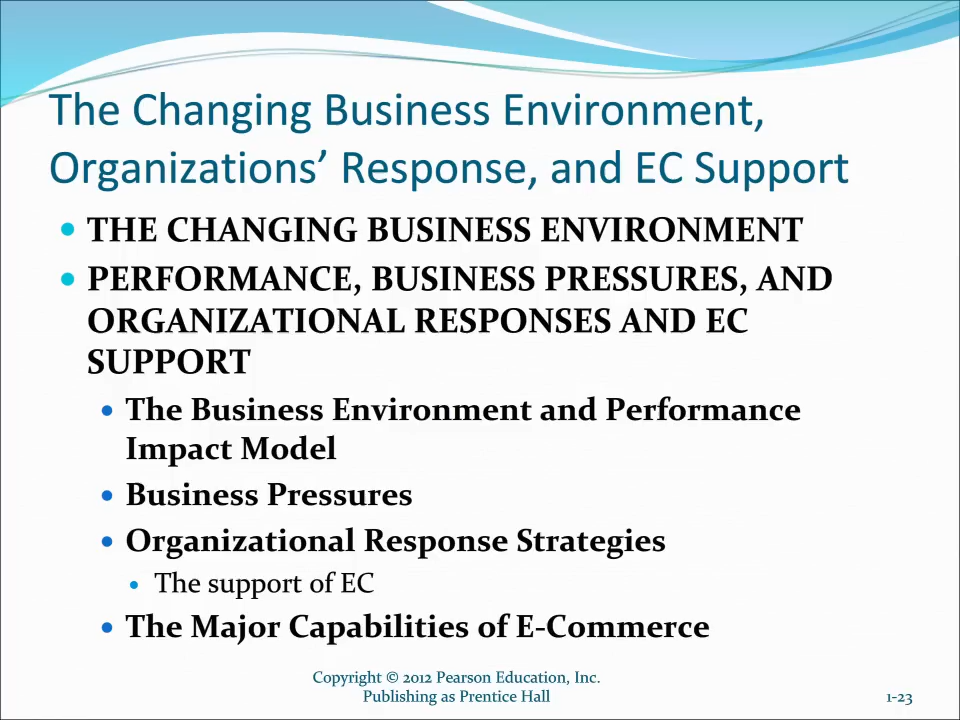 The Changing Business Environment,
Organizations’ Response, and EC Support
THE CHANGING BUSINESS ENVIRONMENT
PERFORMANCE, BUSINESS PRESSURES, AND
ORGANIZATIONAL RESPONSES AND EC
SUPPORT
The Business Environment and Performance
Impact Model
Business Pressures
Organizational Response Strategies
The support of EC
The Major Capabilities of E-Commerce
Copyright © 2012 Pearson Education, Inc.
Publishing as Prentice Hall
1-23